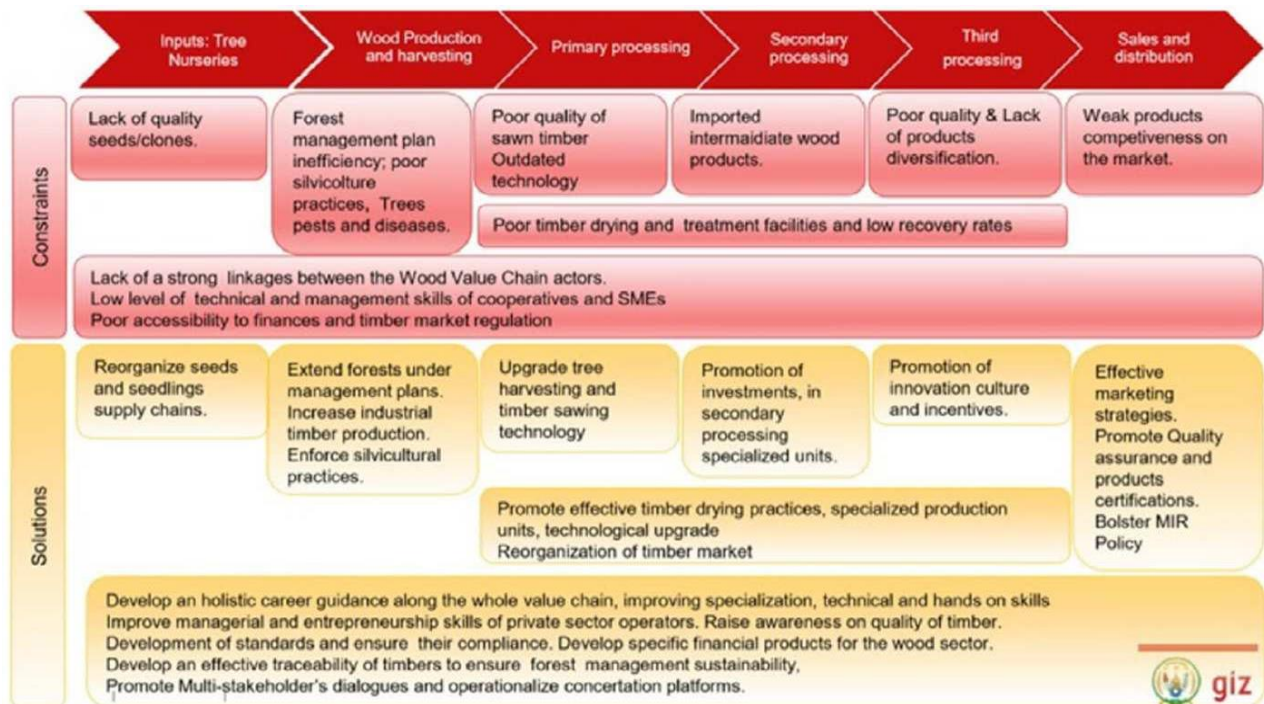 Inputs: Tree
Nurseries
Wood Production
and harvesting
Primary processing
Secondary
processing
Third
processing
Sales and
distribution
Constraints
Lack of quality
seeds/clones.
Forest
management plan
inefficiency; poor
silvicolture
practices, Trees
pests and diseases.
Poor quality of
sawn timber
Outdated
technology
Imported
intermaidiate wood
products.
Poor quality & Lack
of products
diversification.
Weak products
competiveness on
the market.
Poor timber drying and treatment facilities and low recovery rates
Lack of a strong linkages between the Wood Value Chain actors.
Low level of technical and management skills of cooperatives and SMEs
Poor accessibility to finances and timber market regulation
Solutions
Reorganize seeds
and seedlings
supply chains.
Extend forests under
management plans.
Increase industrial
timber production.
Enforce silvicultural
practices.
Upgrade tree
harvesting and
timber sawing
technology
Promotion of
investments, in
secondary
processing
specialized units.
Promotion of
innovation culture
and incentives.
Effective
marketing
strategies.
Promote Quality
assurance and
products
certifications.
Bolster MIR
Policy
Promote effective timber drying practices, specialized production
units, technological upgrade
Reorganization of timber market
Develop an holistic career guidance along the whole value chain, improving specialization, technical and hands on skills
Improve managerial and entrepreneurship skills of private sector operators. Raise awareness on quality of timber.
Development of standards and ensure their compliance. Develop specific financial products for the wood sector.
Develop an effective traceability of timbers to ensure forest management sustainability,
Promote Multi-stakeholder's dialogues and operationalize concertation platforms.
giz